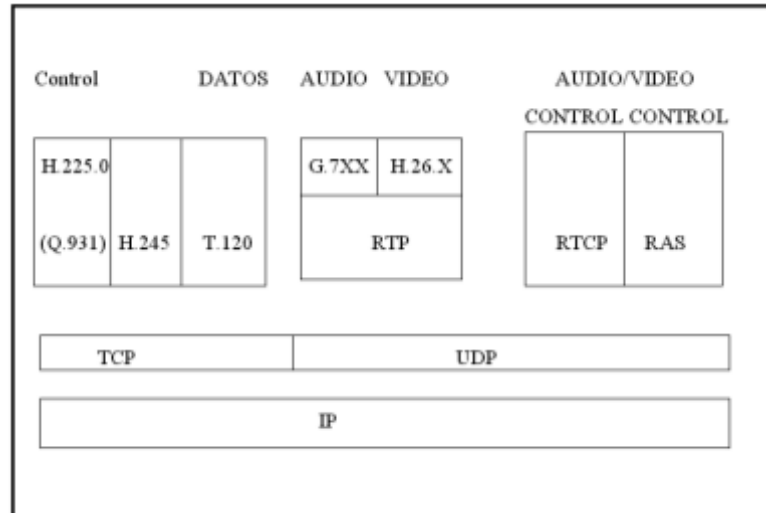 Control DATOS AUDIO VIDEO AUDIO/VIDEO
CONTROL CONTROL
H.225.0 G.7XX H.26.X
(Q.931) H.245 T.120 RTP RTCP RAS
TCP UDP
IP